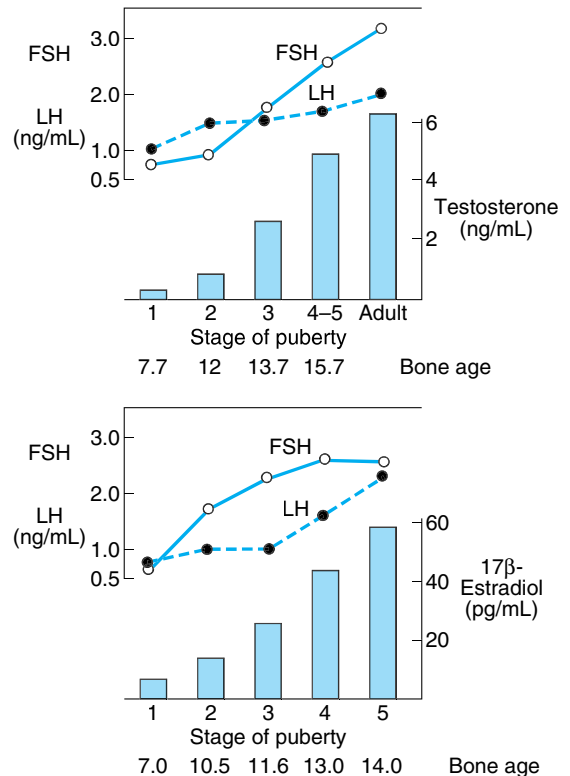 3.0
FSH
FSH
2.0
LH
LH
(ng/mL)
1.0
0.5
6
4
2
Testosterone
(ng/mL)
1 2 3 4–5 Adult
Stage of puberty
7.7 12 13.7 15.7 Bone age
3.0
FSH
FSH
2.0
LH
LH
(ng/mL)
1.0
0.5
60
40
20
17β-
Estradiol
(pg/mL)
1 2 3 4 5
Stage of puberty
7.0 10.5 11.6 13.0 14.0 Bone age